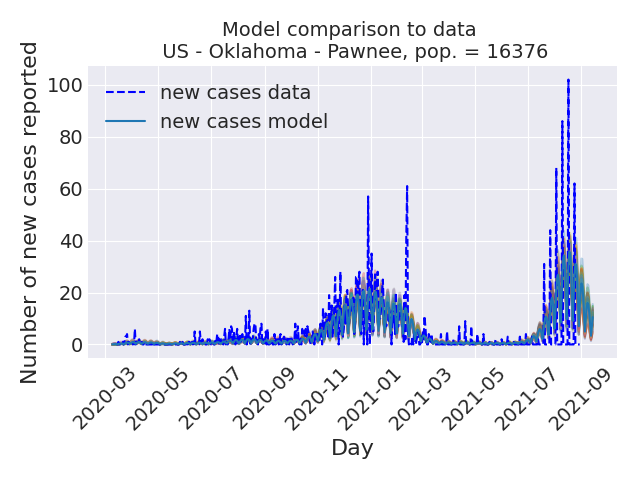 Model comparison to data
US - Oklahoma - Pawnee, pop. = 16376
new cases data
new cases model
Number of new cases reported
100
80
60
40
20
0
2020-03
2020-05
2020-07
2020-09
2020-11
2021-01
2021-03
2021-05
2021-07
2021-09
Day